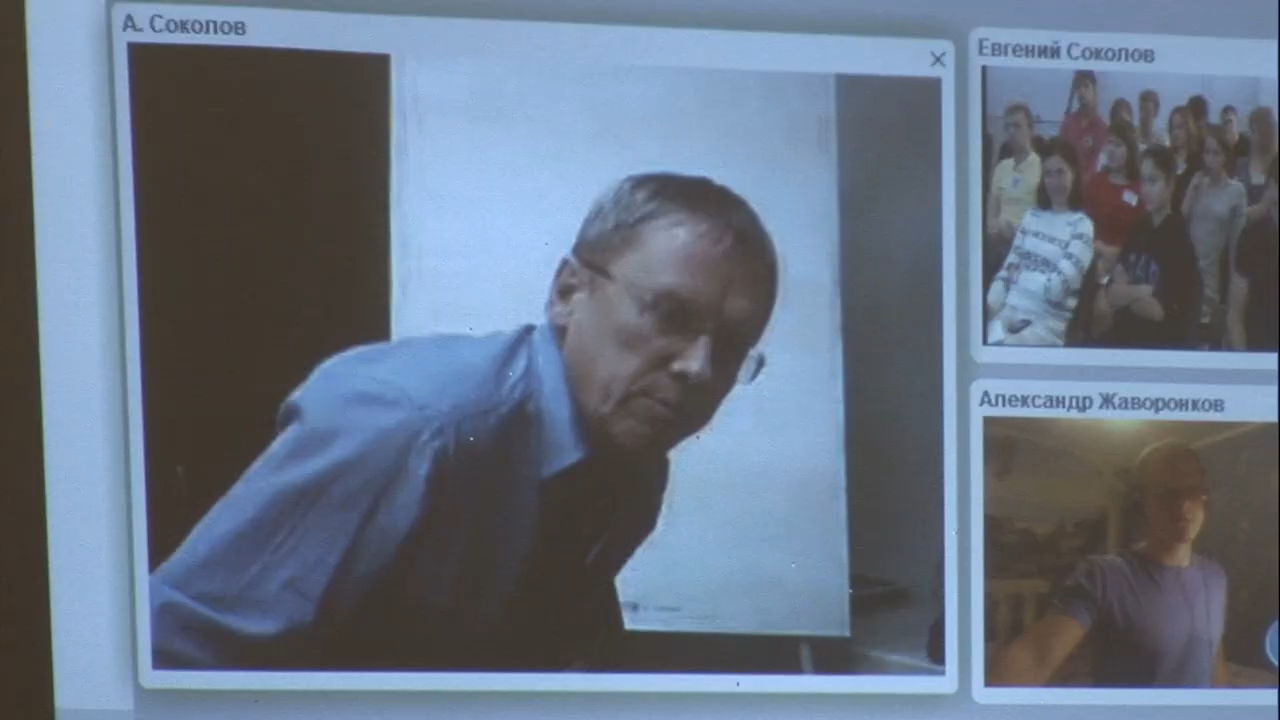 А. Соколов
Евгений Соколов
Александр Жаворонков